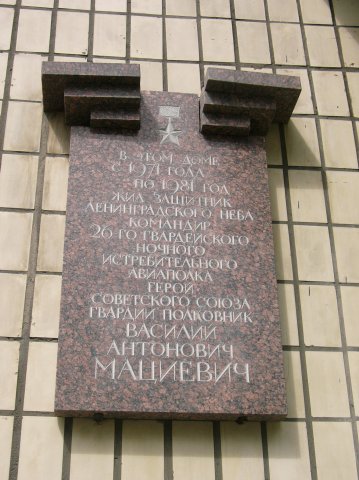 В ЭТОМ ДОМЕ
С 1971 ГОДА
ПО 1981 ГОД
ЖИЛ ЗАЩИТНИК
ЛЕНИНГРАДСКОГО НЕБА
КОМАНДИР
26-ГО ГВАРДЕЙСКОГО
НОЧНОГО
ИСТРЕБИТЕЛЬНОГО
АВИАПОЛКА
ГЕРОЙ
СОВЕТСКОГО СОЮЗА
ГВАРДИИ ПОЛКОВНИК
ВАСИЛИЙ
АНТОНОВИЧ
МАЦИЕВИЧ